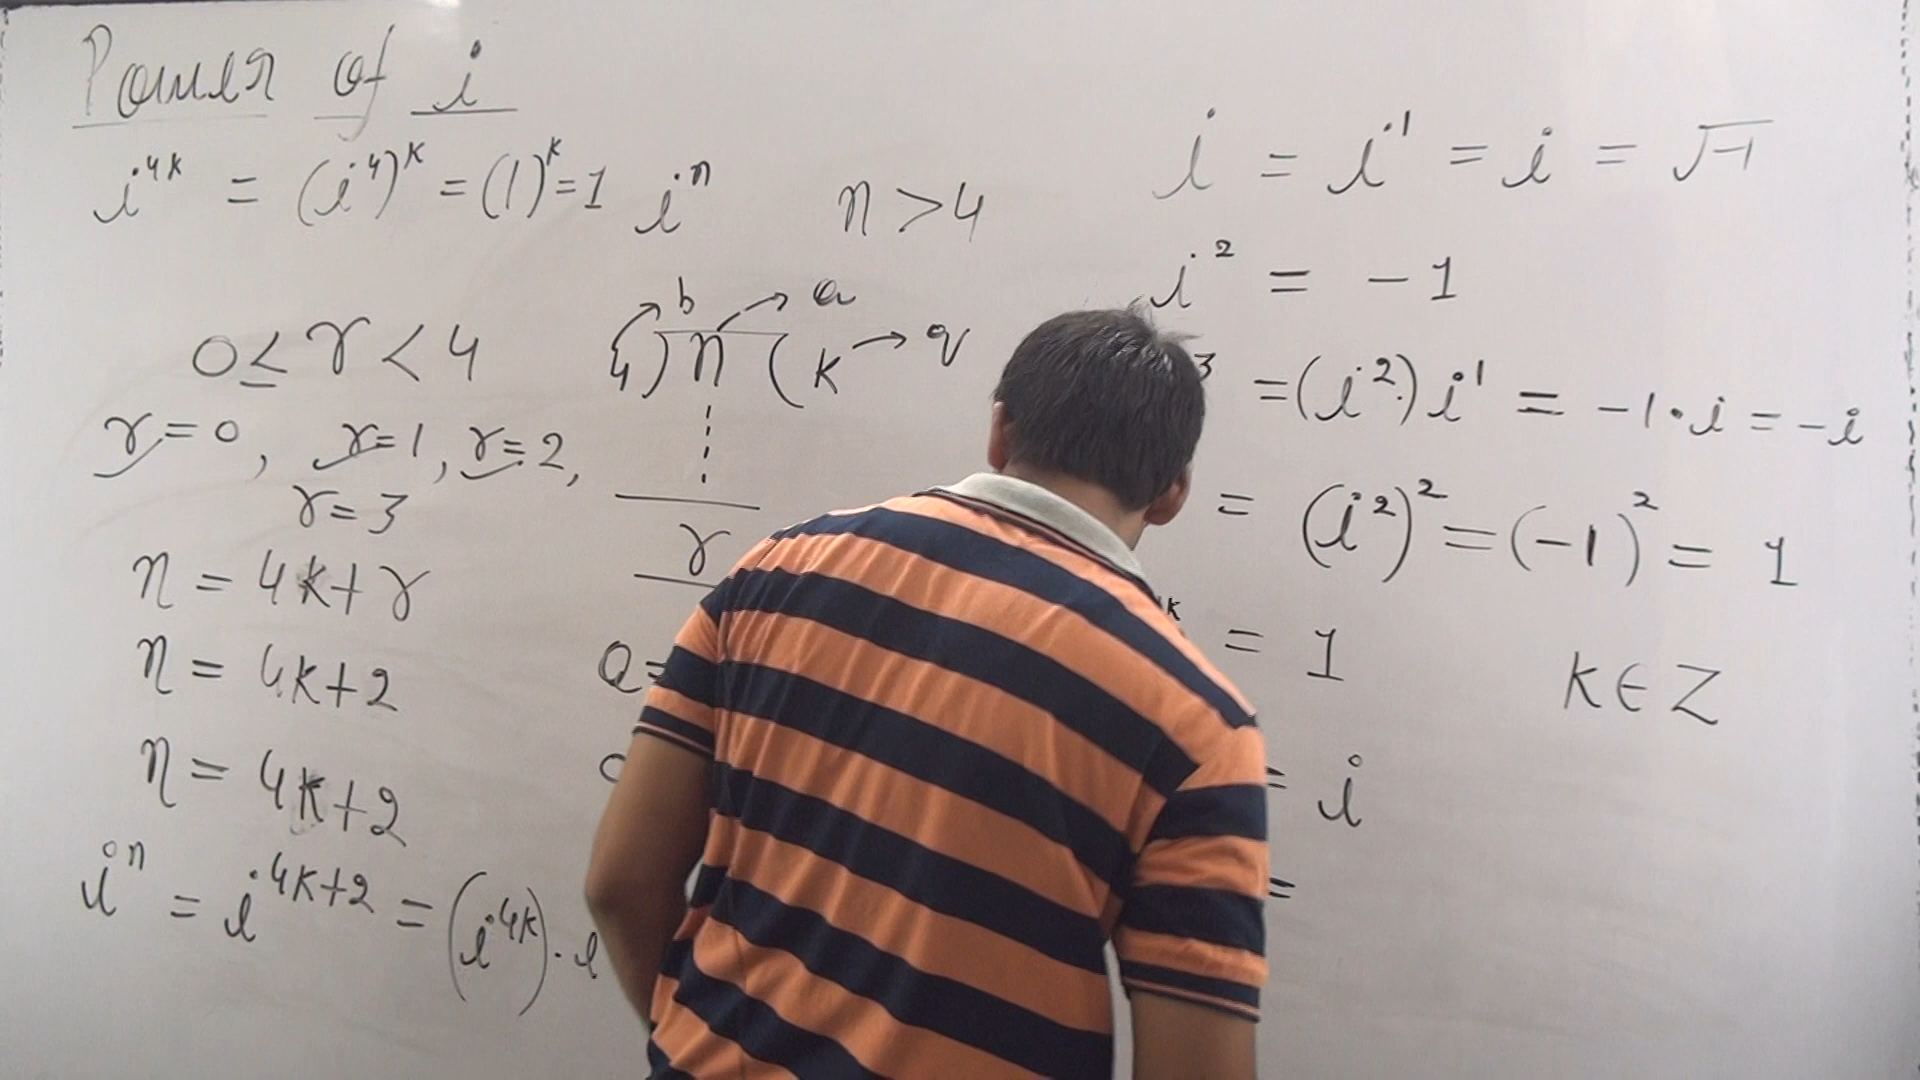 Power of i
i^{4k} = (i^4)^k = (1)^k = 1 i^n n > 4
0 ≤ r < 4
r = 0, r = 1, r = 2,
r = 3
n = 4k + r
n = 4k + 2
n = 4k + 2
i^n = i^{4k+2} = (i^{4k}) · i
b a
4) n ( k → q
r
a =
i = i^1 = i = √-1
i^2 = -1
3 = (i^2) i^1 = -1 · i = -i
= (i^2)^2 = (-1)^2 = 1
k = 1 k ∈ Z
= i
=